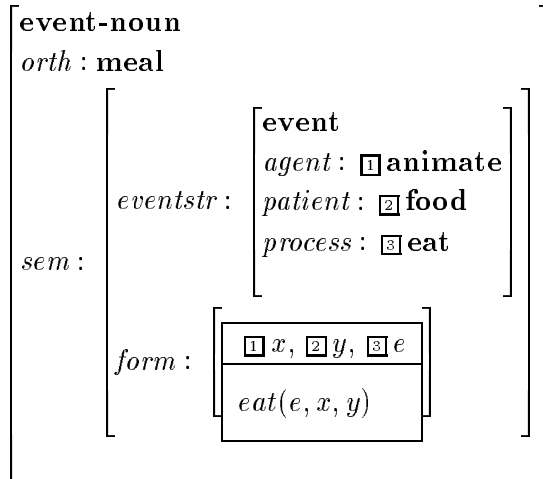 event-noun
orth : meal
sem :
eventstr :
event
agent : 1 animate
patient : 2 food
process : 3 eat
form :
1 x, 2 y, 3 e
eat(e, x, y)